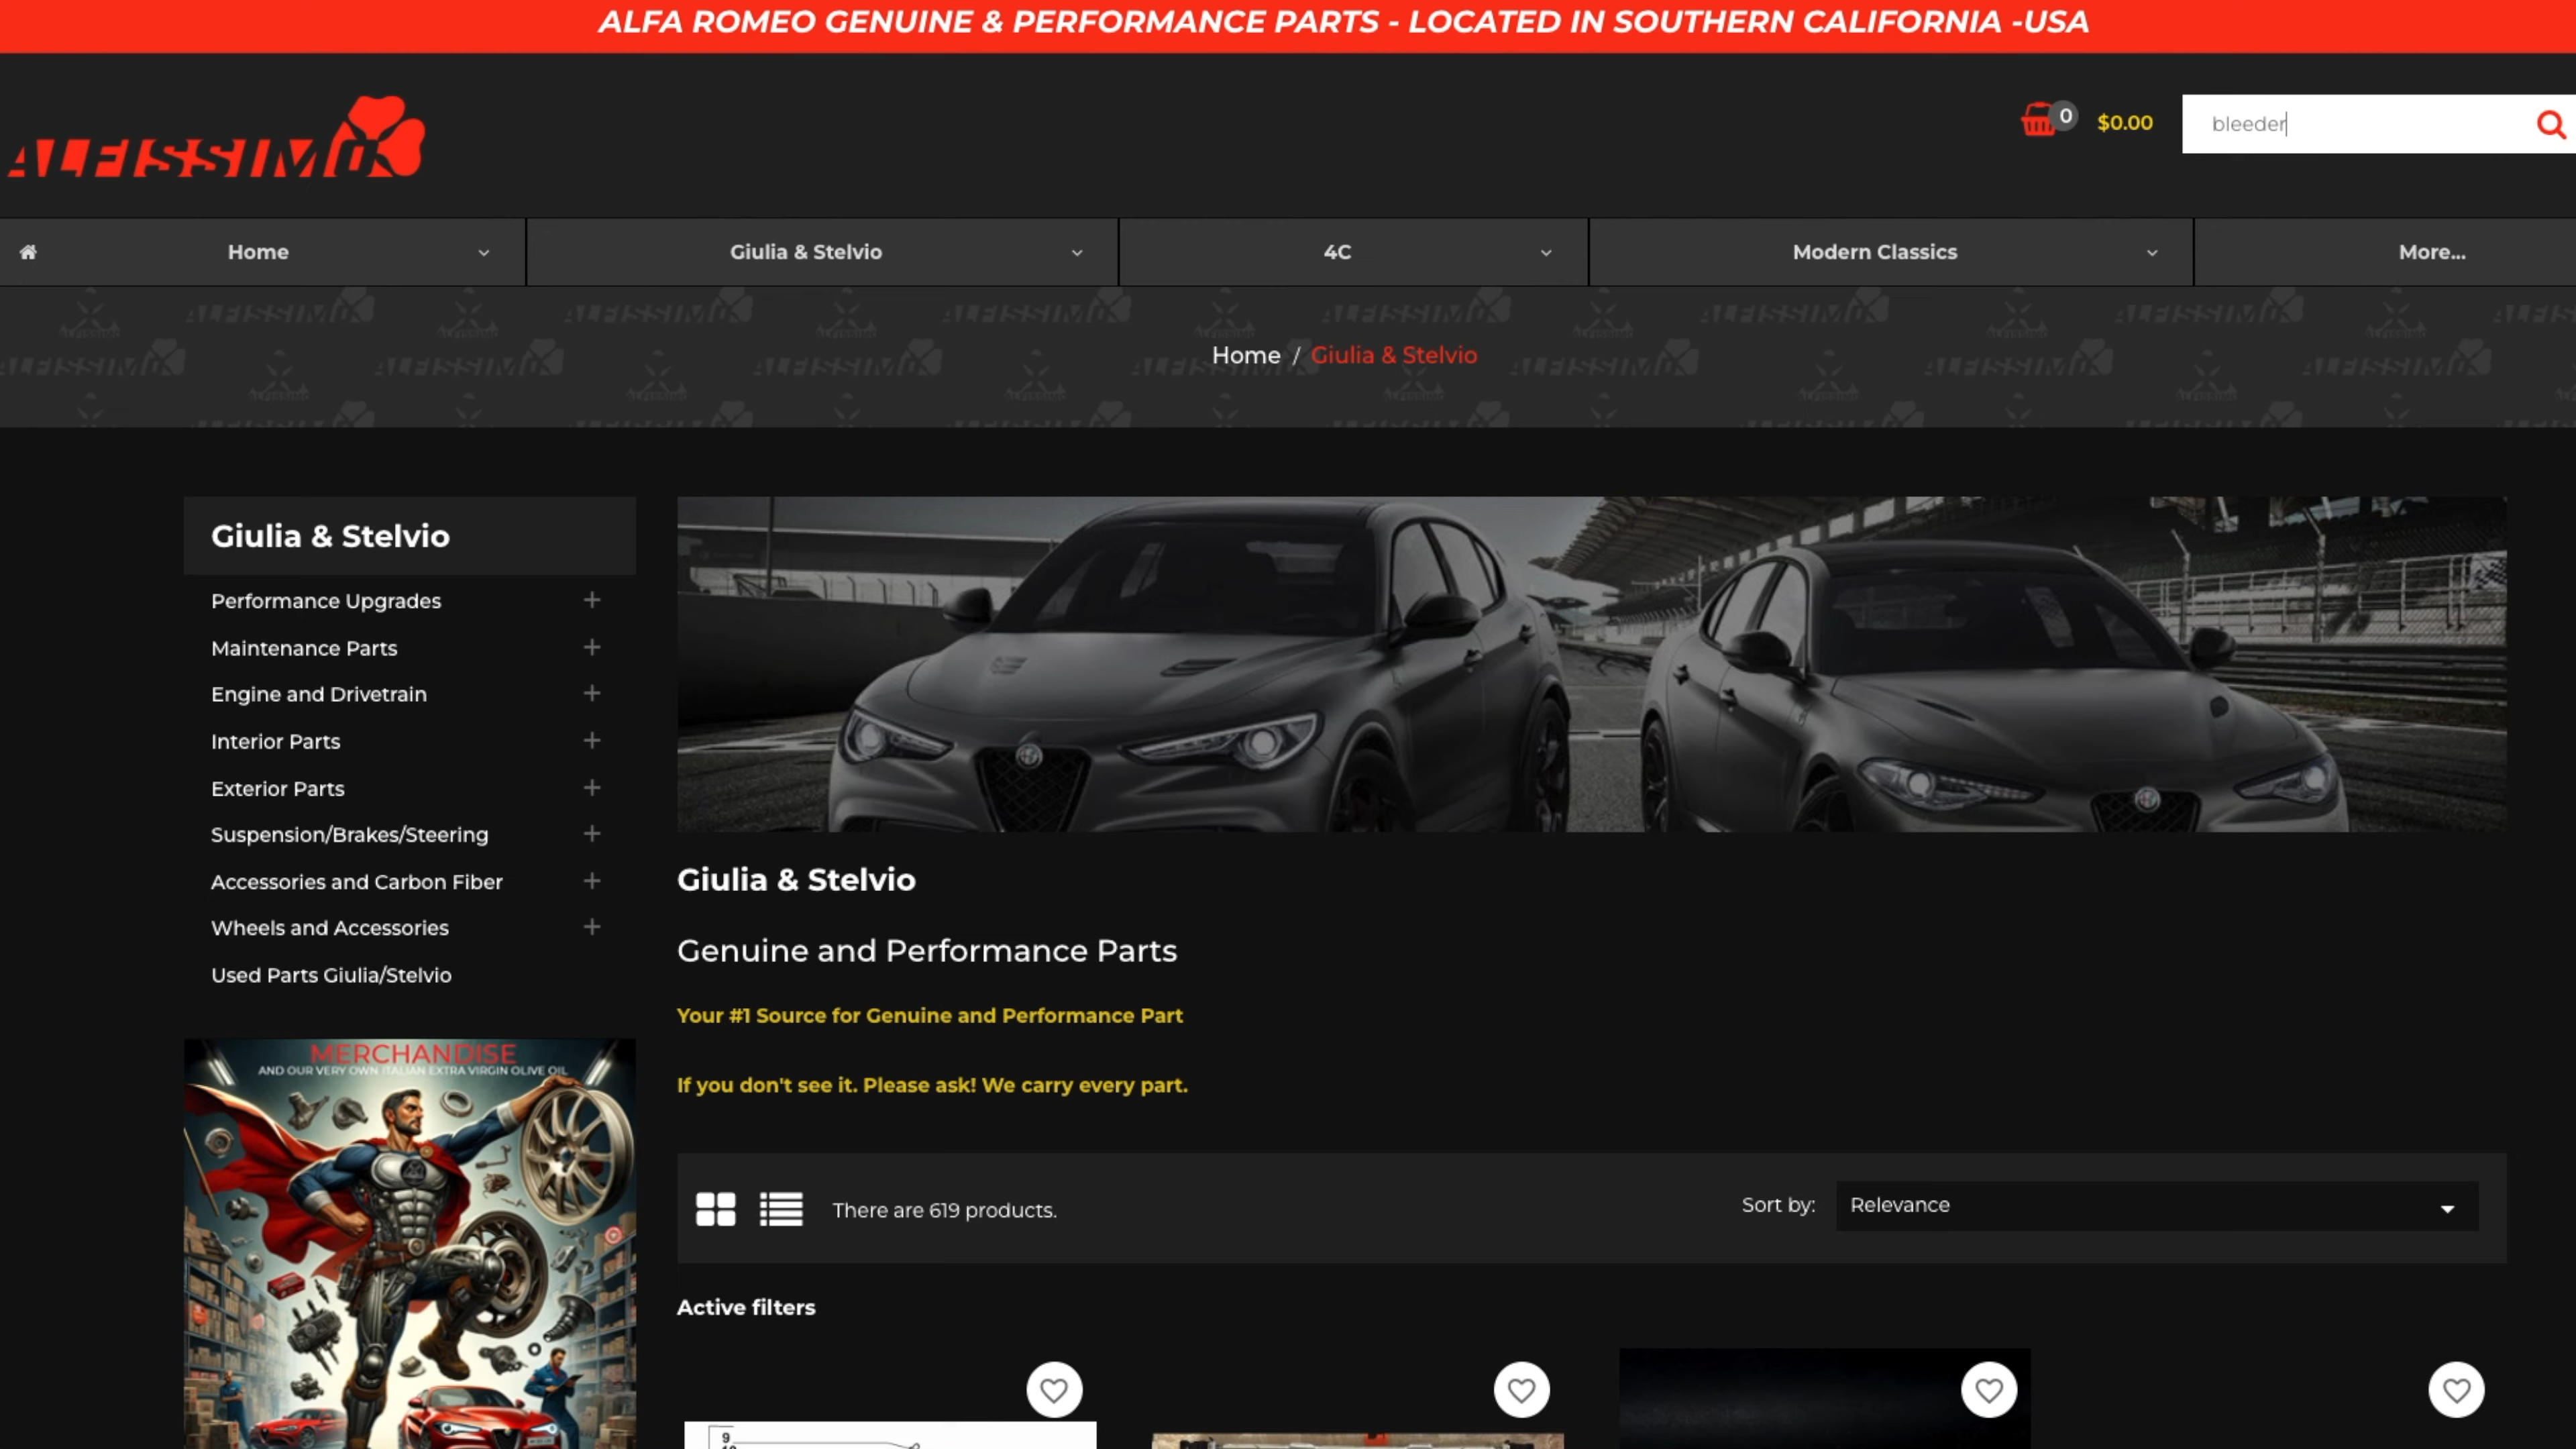 ALFA ROMEO GENUINE & PERFORMANCE PARTS - LOCATED IN SOUTHERN CALIFORNIA -USA
ALFISSIMO
0
$0.00
bleeder
Home
Giulia & Stelvio
4C
Modern Classics
More...
Home / Giulia & Stelvio
Giulia & Stelvio
Performance Upgrades
Maintenance Parts
Engine and Drivetrain
Interior Parts
Exterior Parts
Suspension/Brakes/Steering
Accessories and Carbon Fiber
Wheels and Accessories
Used Parts Giulia/Stelvio
MERCHANDISE
AND OUR VERY OWN ITALIAN EXTRA VIRGIN OLIVE OIL
Giulia & Stelvio
Genuine and Performance Parts
Your #1 Source for Genuine and Performance Part
If you don't see it. Please ask! We carry every part.
There are 619 products.
Sort by:
Relevance
Active filters
9